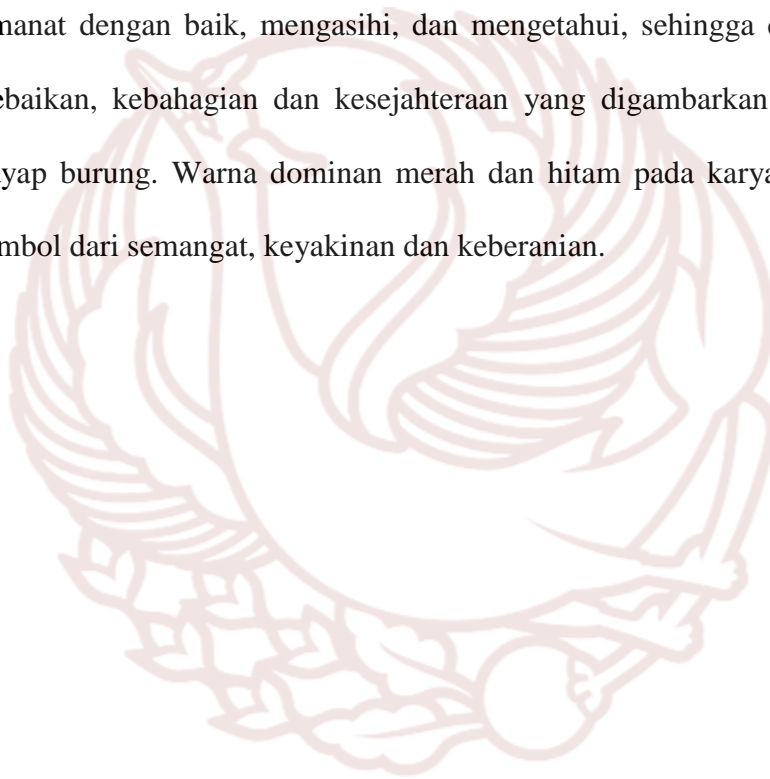 manat dengan baik, mengasihi, dan mengetahui, sehingga
ebaikan, kebahagian dan kesejahteraan yang digambarkan
yap burung. Warna dominan merah dan hitam pada karya
mbol dari semangat, keyakinan dan keberanian.